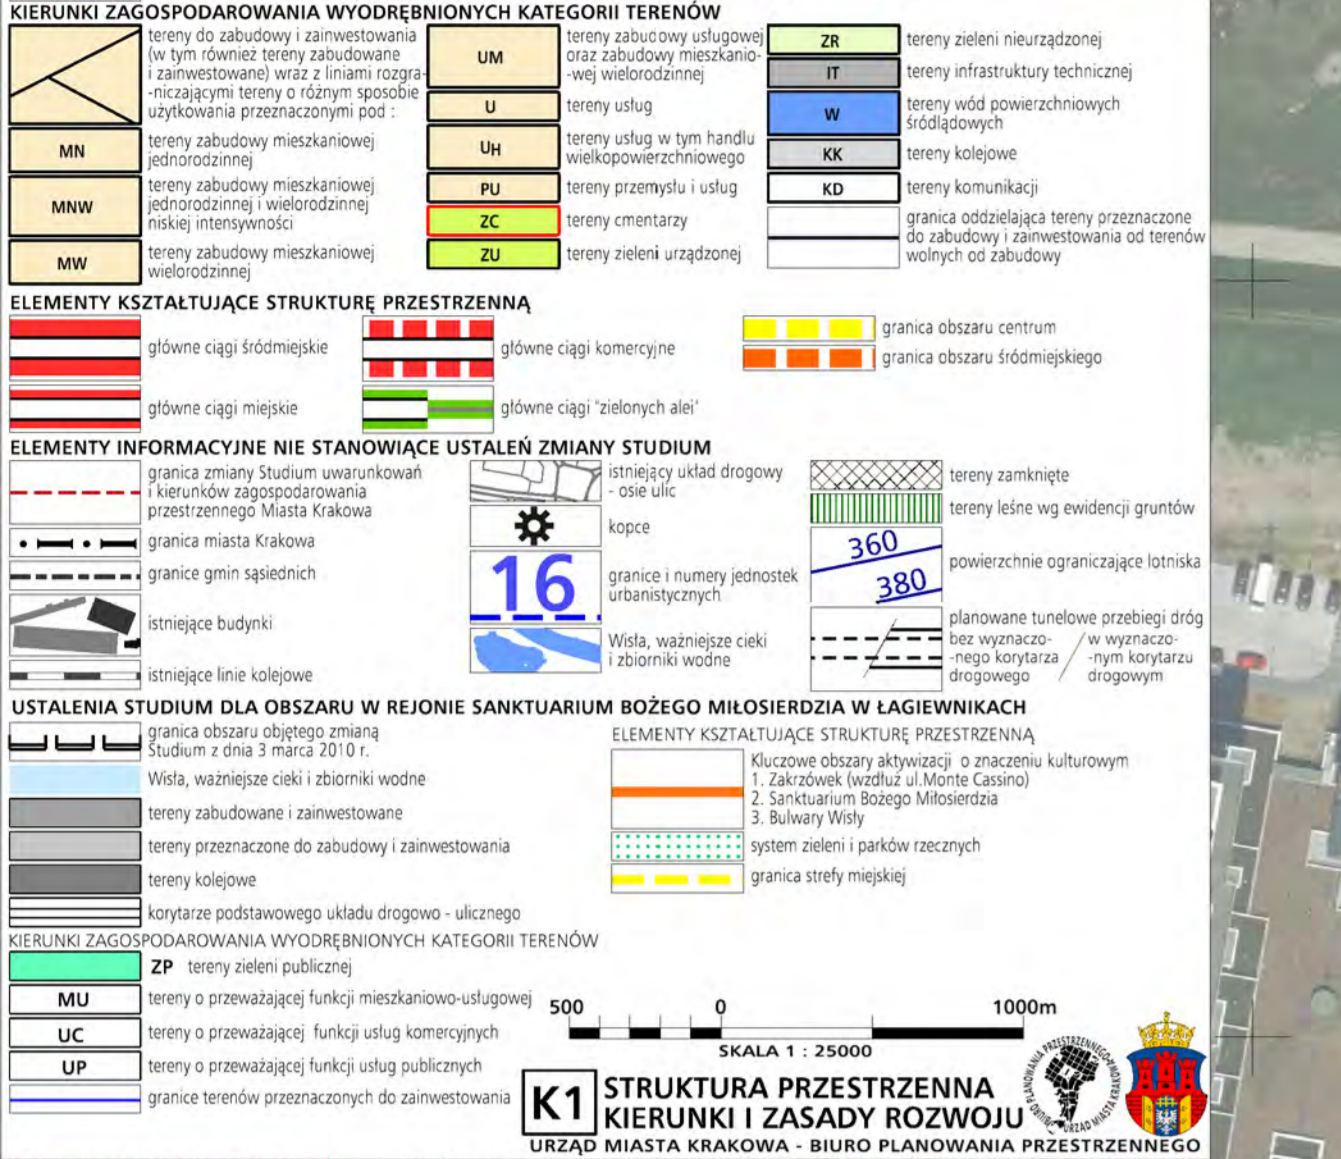 KIERUNKI ZAGOSPODAROWANIA WYODRĘBNIONYCH KATEGORII TERENÓW
tereny do zabudowy i zainwestowania
(w tym również tereny zabudowane
i zainwestowane) wraz z liniami rozgra-
-niczającymi tereny o różnym sposobie
użytkowania przeznaczonymi pod :
MN
tereny zabudowy mieszkaniowej
jednorodzinnej
MNW
tereny zabudowy mieszkaniowej
jednorodzinnej i wielorodzinnej
niskiej intensywności
MW
tereny zabudowy mieszkaniowej
wielorodzinnej
UM
tereny zabudowy usługowej
oraz zabudowy mieszkanio-
-wej wielorodzinnej
U
tereny usług
UH
tereny usług w tym handlu
wielkopowierzchniowego
PU
tereny przemysłu i usług
ZC
tereny cmentarzy
ZU
tereny zieleni urządzonej
ZR
tereny zieleni nieurządzonej
IT
tereny infrastruktury technicznej
W
tereny wód powierzchniowych
śródlądowych
KK
tereny kolejowe
KD
tereny komunikacji
granica oddzielająca tereny przeznaczone
do zabudowy i zainwestowania od terenów
wolnych od zabudowy
ELEMENTY KSZTAŁTUJĄCE STRUKTURĘ PRZESTRZENNĄ
główne ciągi śródmiejskie
główne ciągi miejskie
główne ciągi komercyjne
główne ciągi "zielonych alei"
granica obszaru centrum
granica obszaru śródmiejskiego
ELEMENTY INFORMACYJNE NIE STANOWIĄCE USTALEŃ ZMIANY STUDIUM
granica zmiany Studium uwarunkowań
i kierunków zagospodarowania
przestrzennego Miasta Krakowa
granica miasta Krakowa
granice gmin sąsiednich
istniejące budynki
istniejące linie kolejowe
istniejący układ drogowy
- osie ulic
kopce
16
granice i numery jednostek
urbanistycznych
Wisła, ważniejsze cieki
i zbiorniki wodne
tereny zamknięte
tereny leśne wg ewidencji gruntów
360
380
powierzchnie ograniczające lotniska
planowane tunelowe przebiegi dróg
bez wyznaczo-
-nego korytarza
drogowego
w wyznaczo-
-nym korytarzu
drogowym
USTALENIA STUDIUM DLA OBSZARU W REJONIE SANKTUARIUM BOŻEGO MIŁOSIERDZIA W ŁAGIEWNIKACH
granica obszaru objętego zmianą
Studium z dnia 3 marca 2010 r.
Wisła, ważniejsze cieki i zbiorniki wodne
tereny zabudowane i zainwestowane
tereny przeznaczone do zabudowy i zainwestowania
tereny kolejowe
korytarze podstawowego układu drogowo - ulicznego
ELEMENTY KSZTAŁTUJĄCE STRUKTURĘ PRZESTRZENNĄ
Kluczowe obszary aktywizacji o znaczeniu kulturowym
1. Zakrzówek (wzdłuż ul.Monte Cassino)
2. Sanktuarium Bożego Miłosierdzia
3. Bulwary Wisły
system zieleni i parków rzecznych
granica strefy miejskiej
KIERUNKI ZAGOSPODAROWANIA WYODRĘBNIONYCH KATEGORII TERENÓW
ZP tereny zieleni publicznej
MU
tereny o przeważającej funkcji mieszkaniowo-usługowej
UC
tereny o przeważającej funkcji usług komercyjnych
UP
tereny o przeważającej funkcji usług publicznych
granice terenów przeznaczonych do zainwestowania
500 0 1000m
SKALA 1 : 25000
K1
STRUKTURA PRZESTRZENNA
KIERUNKI I ZASADY ROZWOJU
BIURO PLANOWANIA PRZESTRZENNEGO
URZĄD MIASTA KRAKOWA
URZĄD MIASTA KRAKOWA - BIURO PLANOWANIA PRZESTRZENNEGO